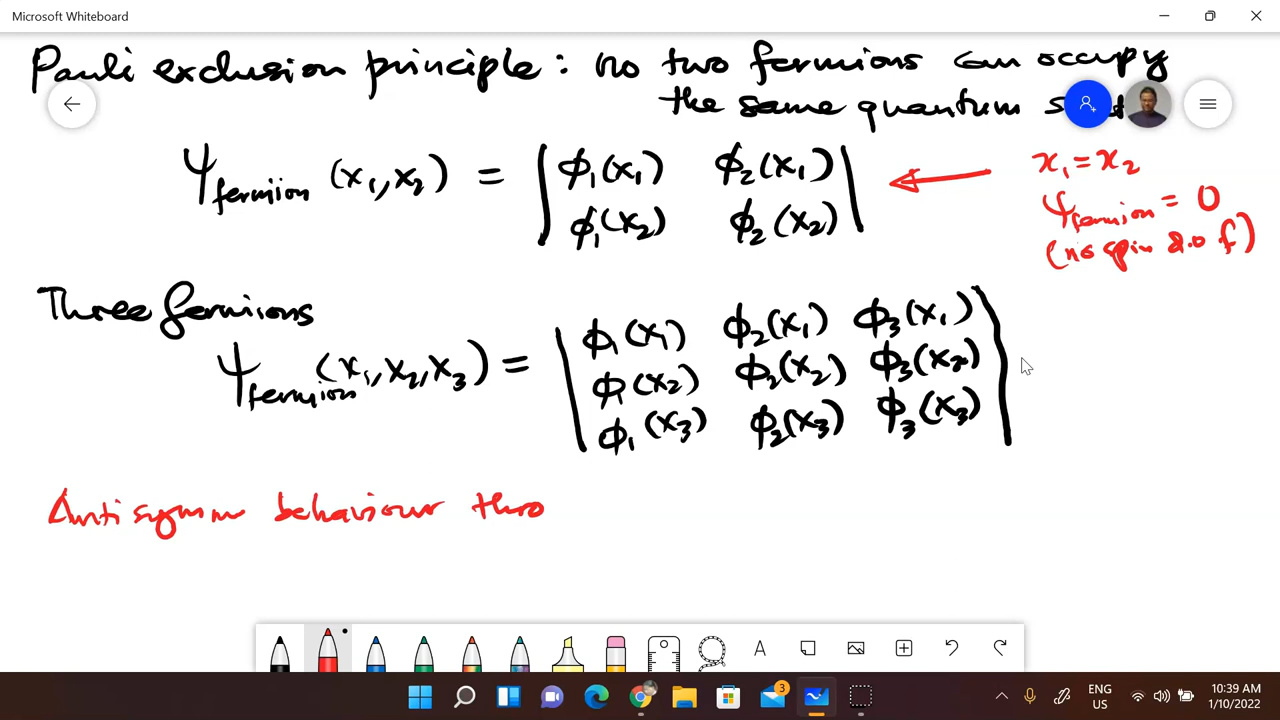 Microsoft Whiteboard
Pauli exclusion principle: no two fermions can occupy
the same quantum
Ψfermion (x1,x2) = | ϕ1(x1) ϕ2(x1) |
ϕ1(x2) ϕ2(x2)
x1 = x2
Ψfermion = 0
(no spin d.o f)
Three fermions
Ψfermion (x1,x2,x3) = | ϕ1(x1) ϕ2(x1) ϕ3(x1) |
ϕ1(x2) ϕ2(x2) ϕ3(x2)
ϕ1(x3) ϕ2(x3) ϕ3(x3)
Antisymm behaviour thro
A
3
ENG
US
10:39 AM
1/10/2022